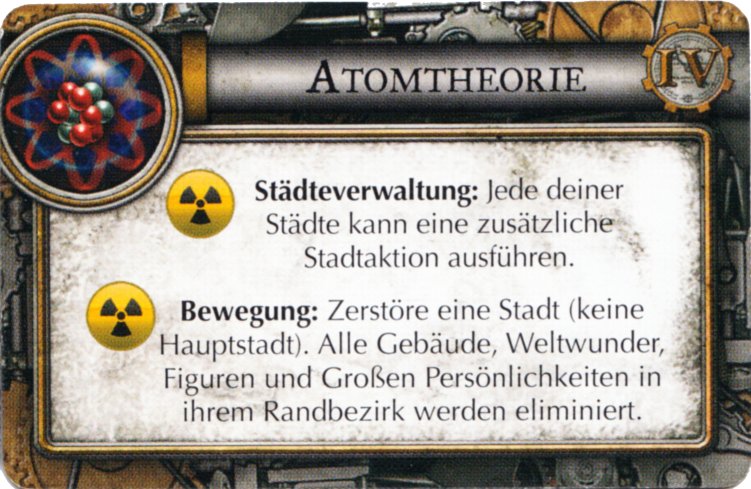 ATOMTHEORIE
IV
Städteverwaltung: Jede deiner
Städte kann eine zusätzliche
Stadtaktion ausführen.
Bewegung: Zerstöre eine Stadt (keine
Hauptstadt). Alle Gebäude, Weltwunder,
Figuren und Großen Persönlichkeiten in
ihrem Randbezirk werden eliminiert.